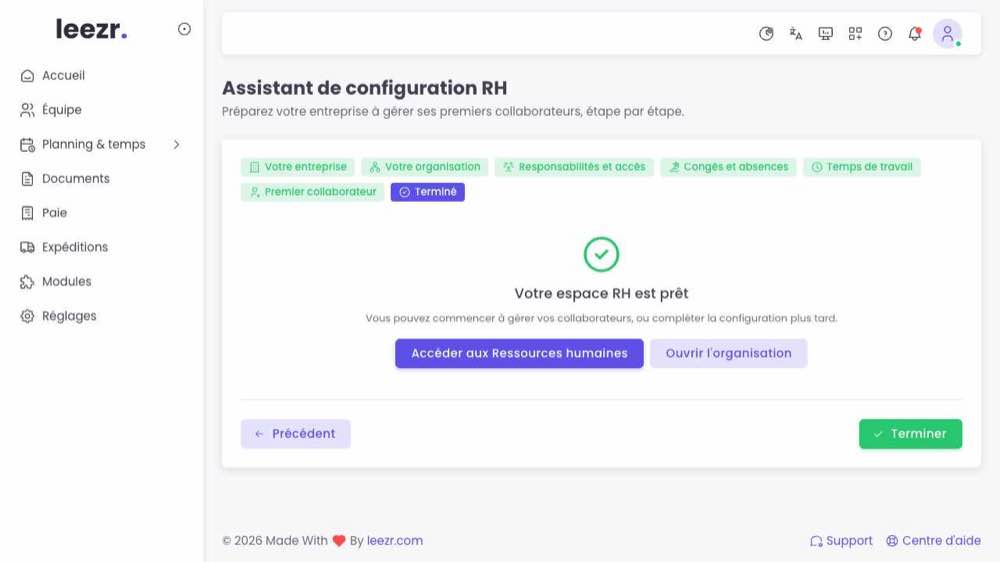 leezr.
Accueil
Équipe
Planning & temps
Documents
Paie
Expéditions
Modules
Réglages
Assistant de configuration RH
Préparez votre entreprise à gérer ses premiers collaborateurs, étape par étape.
Votre entreprise
Votre organisation
Responsabilités et accès
Congés et absences
Temps de travail
Premier collaborateur
Terminé
Votre espace RH est prêt
Vous pouvez commencer à gérer vos collaborateurs, ou compléter la configuration plus tard.
Accéder aux Ressources humaines
Ouvrir l'organisation
← Précédent
Terminer
© 2026 Made With ❤ By leezr.com
Support
Centre d'aide